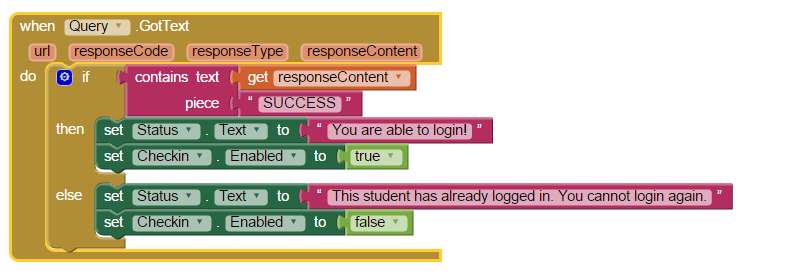 when Query .GotText
url responseCode responseType responseContent
do if contains text get responseContent
piece " SUCCESS "
then set Status . Text to " You are able to login! "
set Checkin . Enabled to true
else set Status . Text to " This student has already logged in. You cannot login again. "
set Checkin . Enabled to false